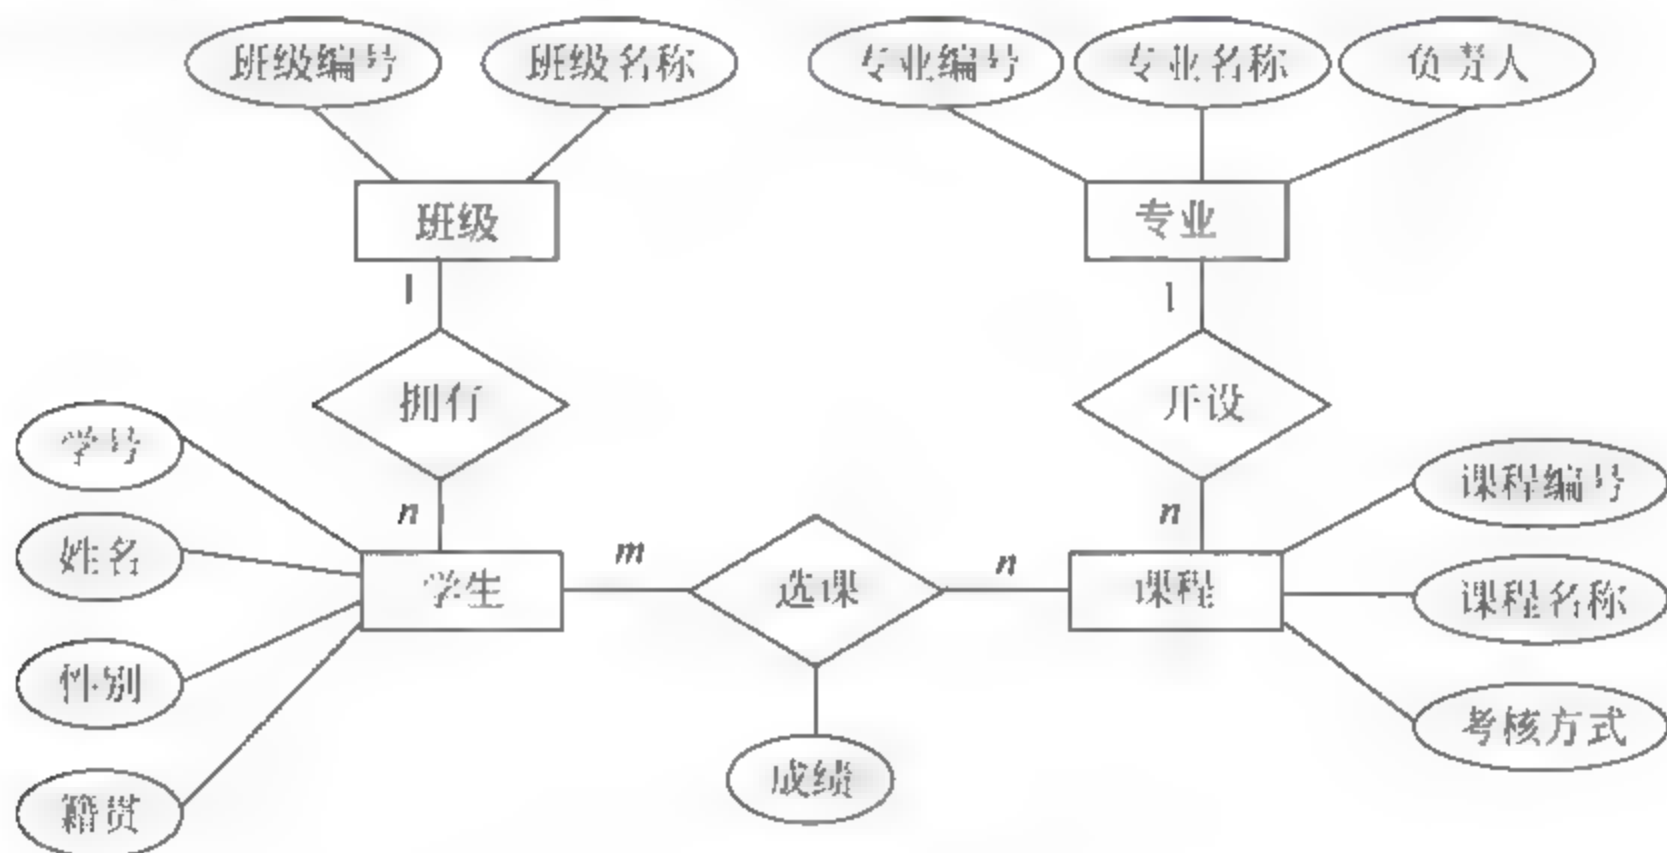 班级编号 班级名称 专业编号 专业名称 负责人
班级 专业
1 1
拥有 开设
学号
课程编号
n n
姓名
学生 m 选课 n 课程
课程名称
性别
考核方式
成绩
籍贯